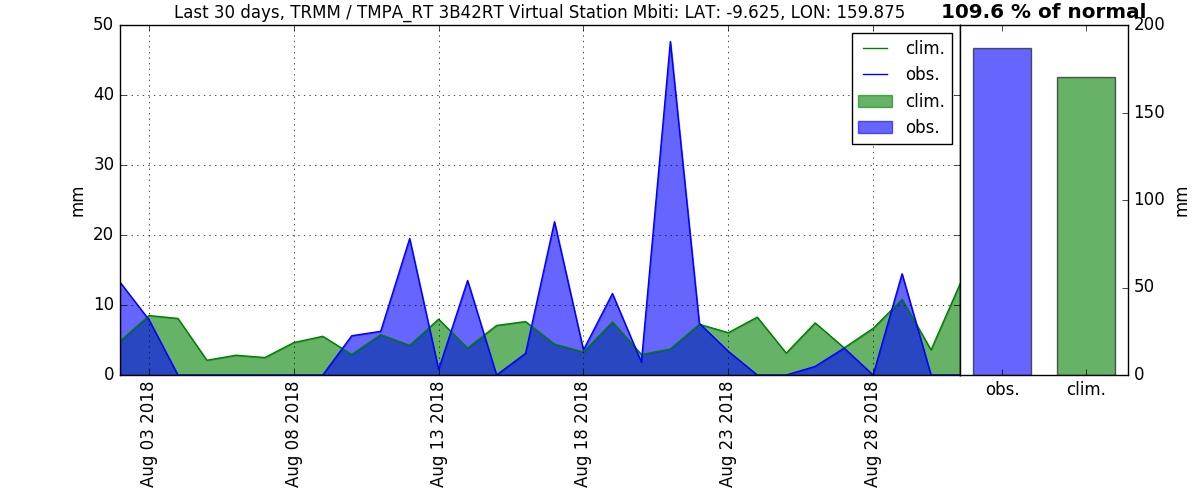 Last 30 days, TRMM / TMPA_RT 3B42RT Virtual Station Mbiti: LAT: -9.625, LON: 159.875
109.6 % of normal
50
40
30
20
10
0
mm
clim.
obs.
clim.
obs.
200
150
100
50
0
mm
obs.
clim.
Aug 03 2018
Aug 08 2018
Aug 13 2018
Aug 18 2018
Aug 23 2018
Aug 28 2018